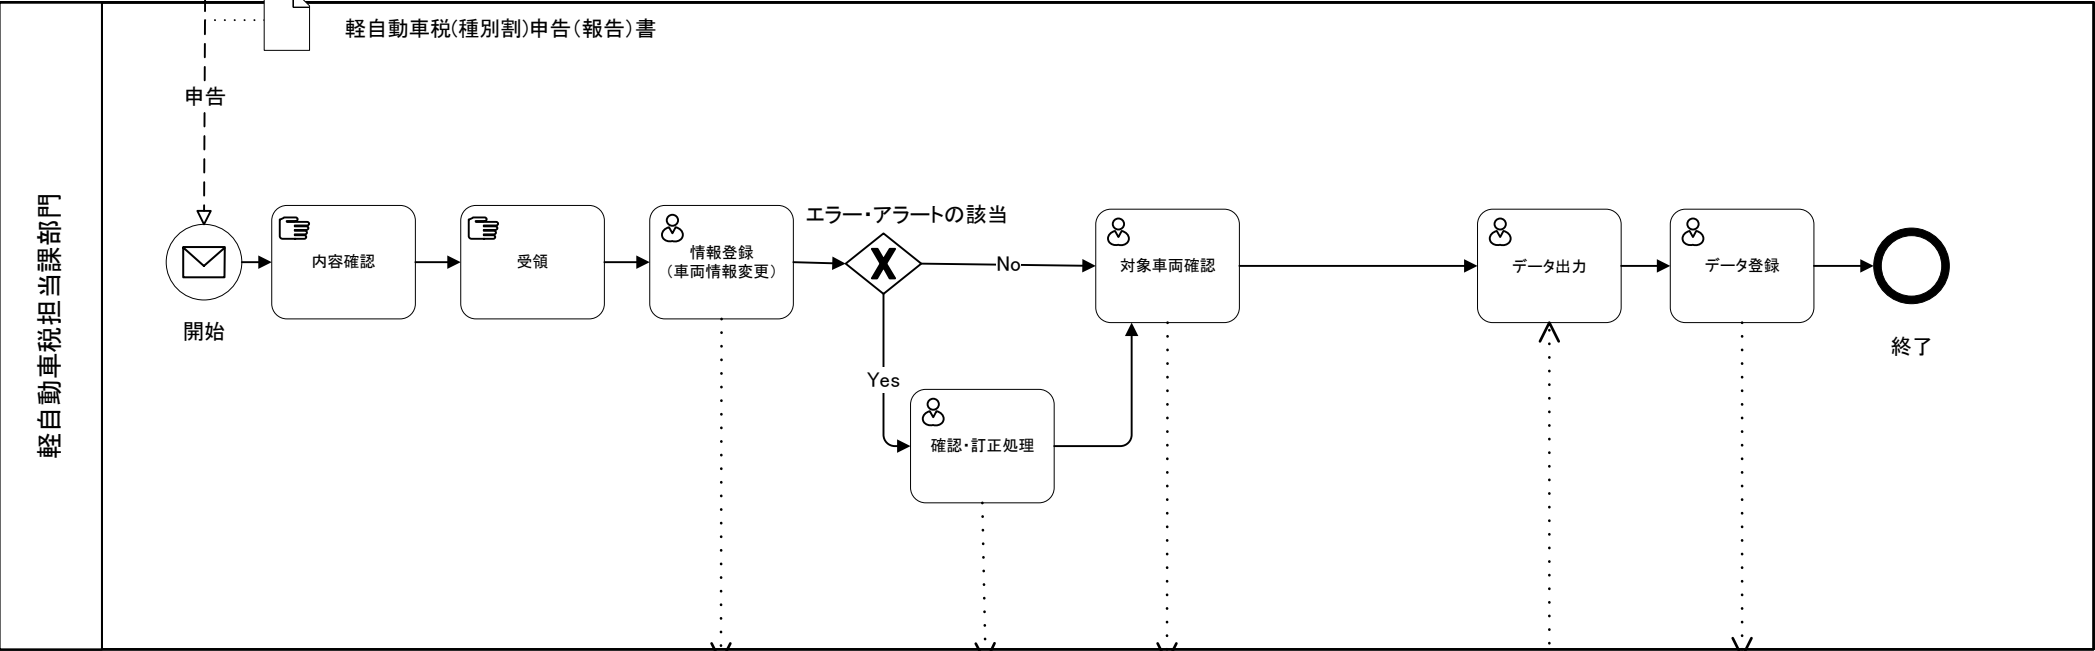 軽自動車税(種別割)申告(報告)書
申告
軽自動車税担当課部門
開始
内容確認
受領
情報登録
(車両情報変更)
エラー・アラートの該当
No
Yes
確認・訂正処理
対象車両確認
データ出力
データ登録
終了